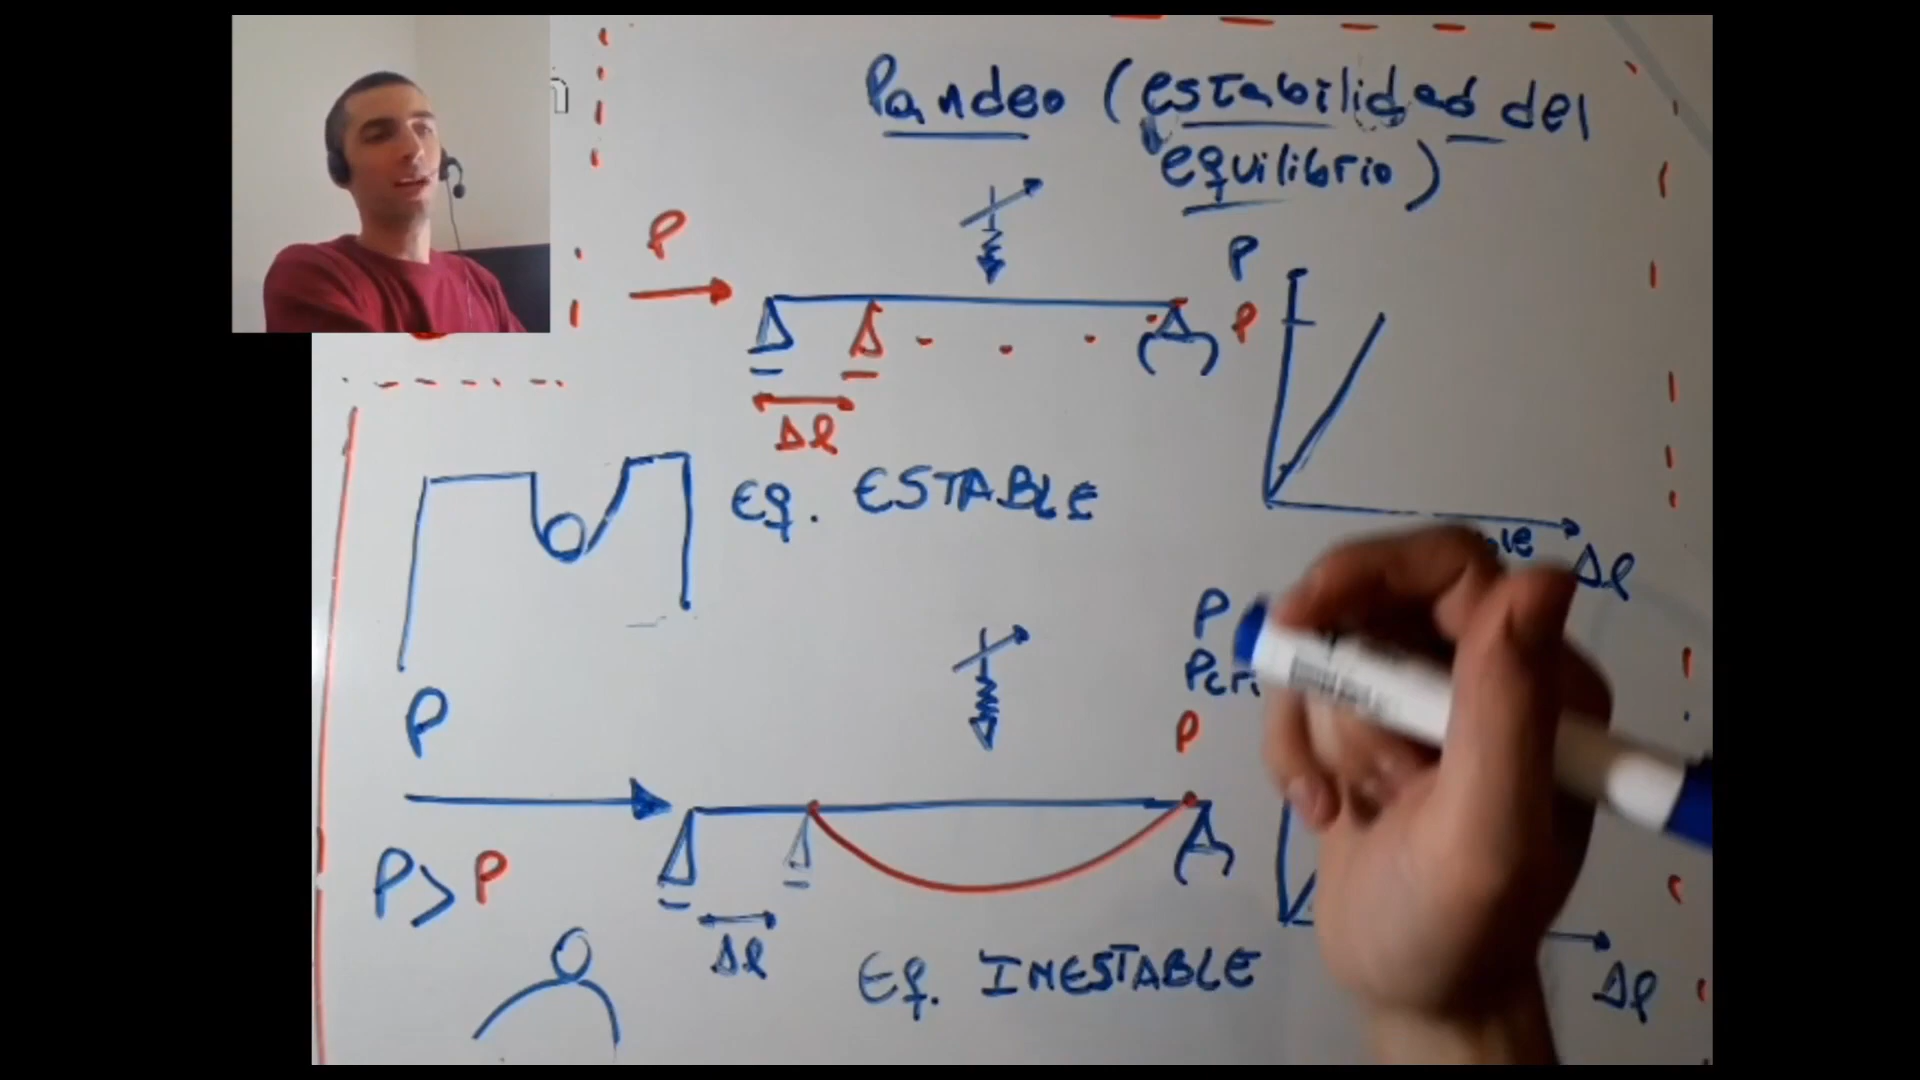 Pandeo (estabilidad del
equilibrio)
P
P
P
Δl
Δl
Eq. ESTABLE
P
P
P
P > P
Δl
Eq. INESTABLE
Δl